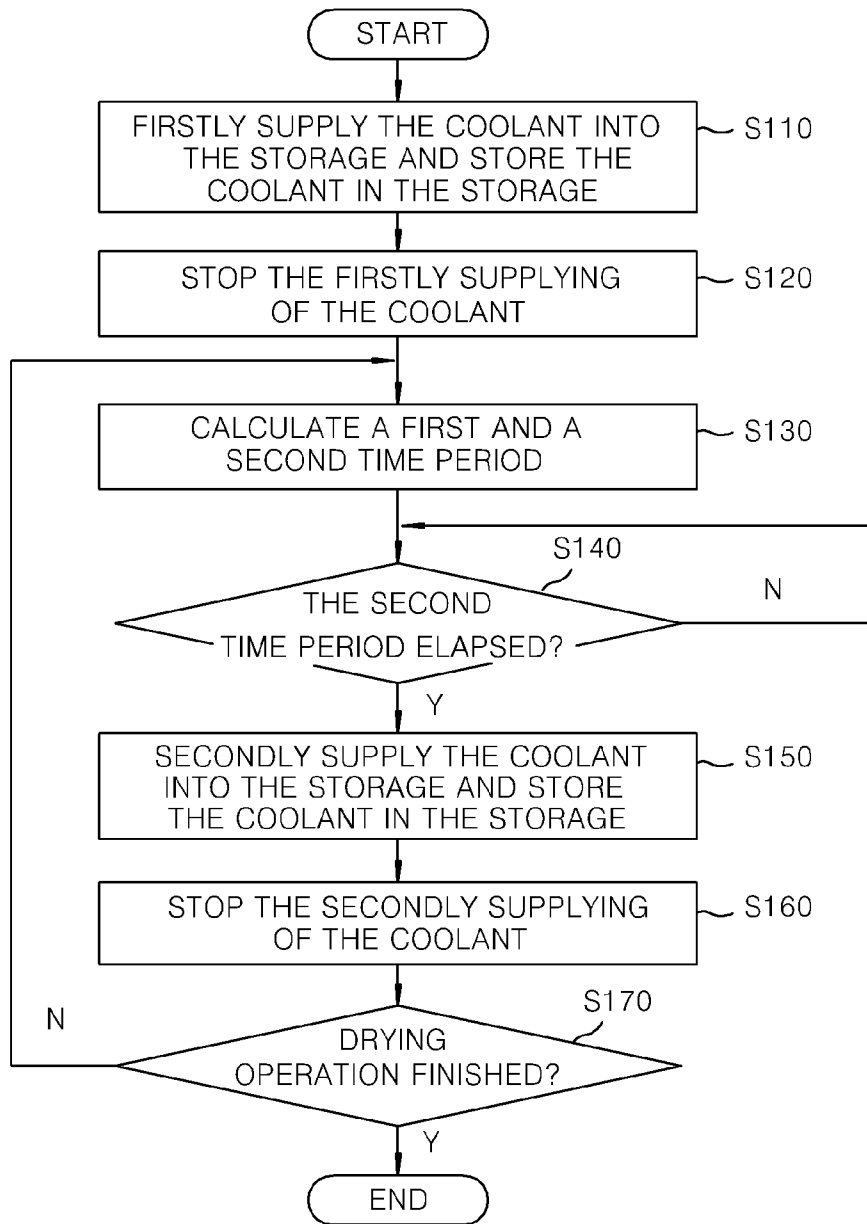 START
FIRSTLY SUPPLY THE COOLANT INTO
THE STORAGE AND STORE THE
COOLANT IN THE STORAGE
S110
STOP THE FIRSTLY SUPPLYING
OF THE COOLANT
S120
CALCULATE A FIRST AND A
SECOND TIME PERIOD
S130
S140
THE SECOND
TIME PERIOD ELAPSED?
N
Y
SECONDLY SUPPLY THE COOLANT
INTO THE STORAGE AND STORE
THE COOLANT IN THE STORAGE
S150
STOP THE SECONDLY SUPPLYING
OF THE COOLANT
S160
S170
N
DRYING
OPERATION FINISHED?
Y
END